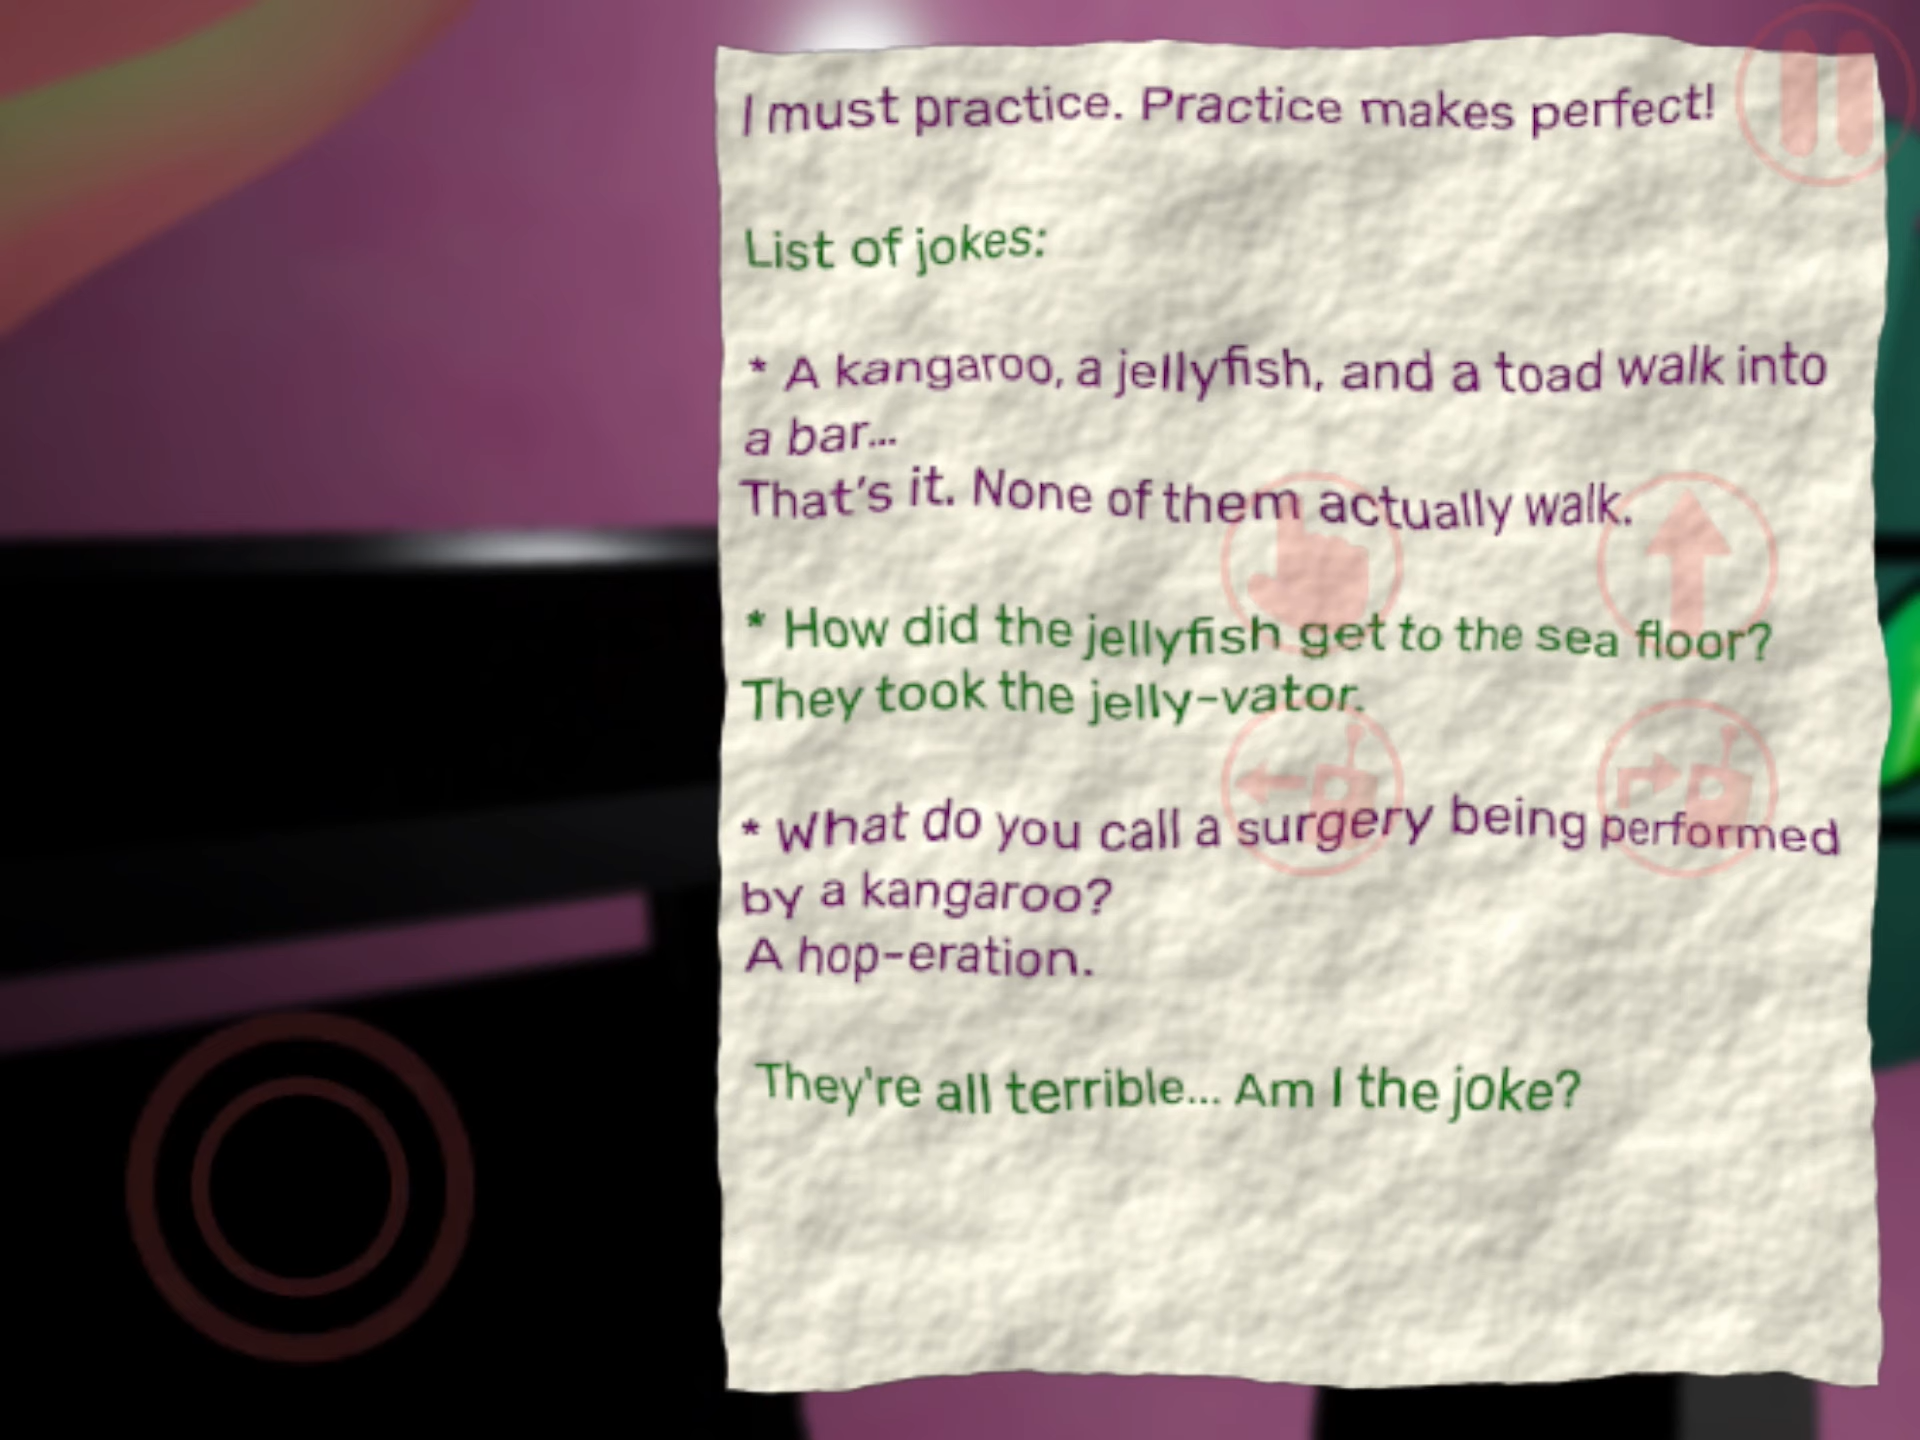 I must practice. Practice makes perfect!
List of jokes:
* A kangaroo, a jellyfish, and a toad walk into
a bar...
That's it. None of them actually walk.
* How did the jellyfish get to the sea floor?
They took the jelly-vator.
* What do you call a surgery being performed
by a kangaroo?
A hop-eration.
They're all terrible... Am I the joke?